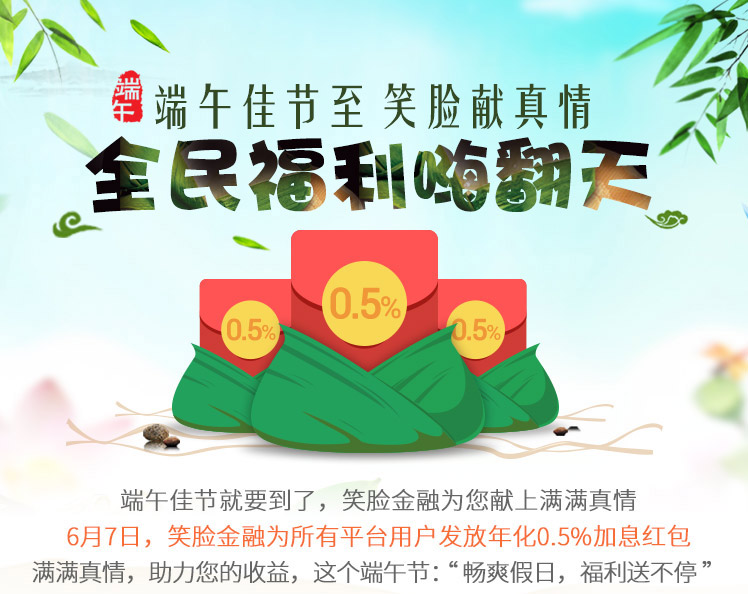 端午
端午佳节至 笑脸献真情
全民福利嗨翻天
0.5%
0.5%
0.5%
端午佳节就要到了，笑脸金融为您献上满满真情
6月7日，笑脸金融为所有平台用户发放年化0.5%加息红包
满满真情，助力您的收益，这个端午节：“畅爽假日，福利送不停”